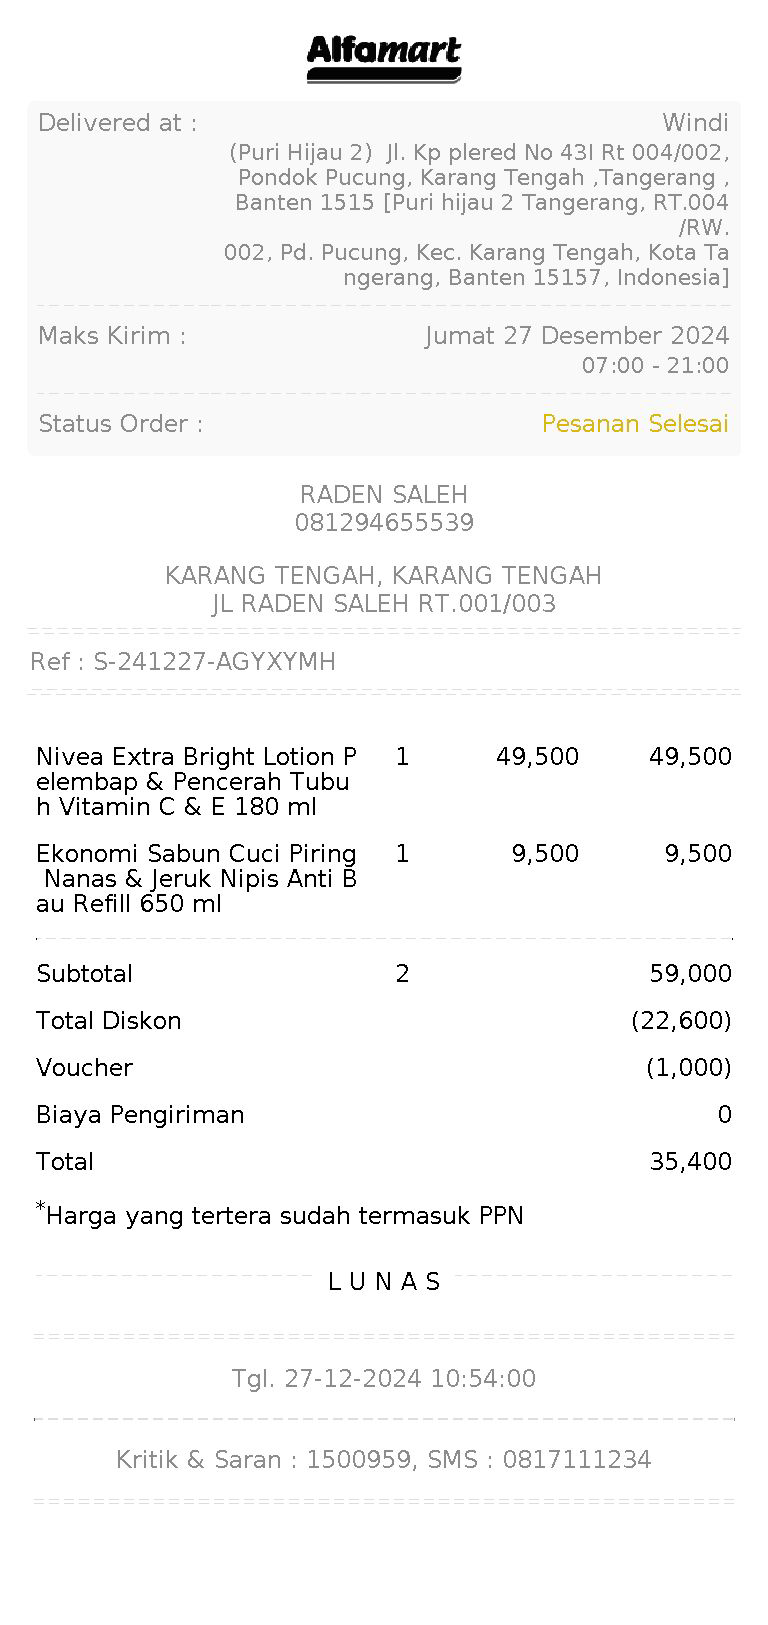 Alfamart
Delivered at : Windi
(Puri Hijau 2) Jl. Kp plered No 43I Rt 004/002,
Pondok Pucung, Karang Tengah ,Tangerang ,
Banten 1515 [Puri hijau 2 Tangerang, RT.004
/RW.
002, Pd. Pucung, Kec. Karang Tengah, Kota Ta
ngerang, Banten 15157, Indonesia]
Maks Kirim : Jumat 27 Desember 2024
07:00 - 21:00
Status Order : Pesanan Selesai
RADEN SALEH
081294655539
KARANG TENGAH, KARANG TENGAH
JL RADEN SALEH RT.001/003
Ref : S-241227-AGYXYMH
Nivea Extra Bright Lotion P 1 49,500 49,500
elembap & Pencerah Tubu
h Vitamin C & E 180 ml
Ekonomi Sabun Cuci Piring 1 9,500 9,500
Nanas & Jeruk Nipis Anti B
au Refill 650 ml
Subtotal 2 59,000
Total Diskon (22,600)
Voucher (1,000)
Biaya Pengiriman 0
Total 35,400
*Harga yang tertera sudah termasuk PPN
L U N A S
Tgl. 27-12-2024 10:54:00
Kritik & Saran : 1500959, SMS : 0817111234